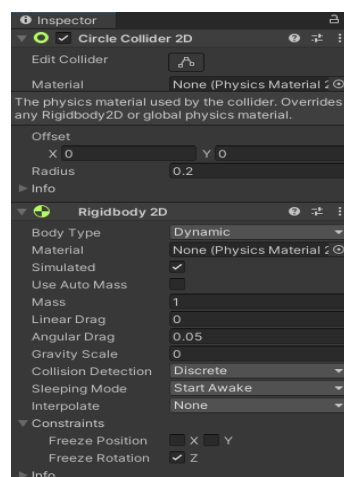 Inspector
Circle Collider 2D
Edit Collider
Material None (Physics Material 2
The physics material used by the collider. Overrides
any Rigidbody2D or global physics material.
Offset
X 0 Y 0
Radius 0.2
Info
Rigidbody 2D
Body Type Dynamic
Material None (Physics Material 2
Simulated
Use Auto Mass
Mass 1
Linear Drag 0
Angular Drag 0.05
Gravity Scale 0
Collision Detection Discrete
Sleeping Mode Start Awake
Interpolate None
Constraints
Freeze Position X Y
Freeze Rotation Z
Info